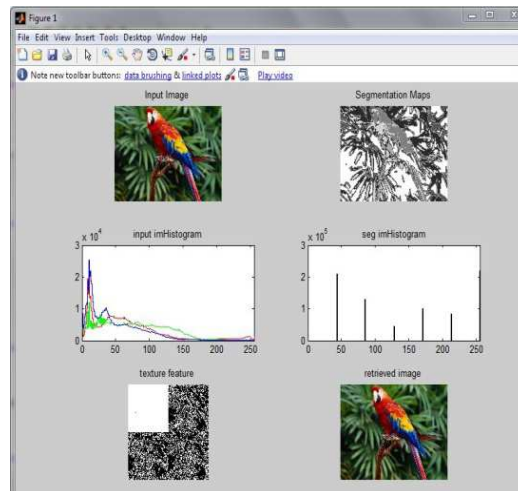 Figure 1
File Edit View Insert Tools Desktop Window Help
Note new toolbar buttons: data brushing & linked plots Play video
Input Image
Segmentation Maps
input imHistogram
x 10^4
3
2
1
0
0 50 100 150 200 250
seg imHistogram
x 10^5
3
2
1
0
0 50 100 150 200 250
texture feature
retrieved image